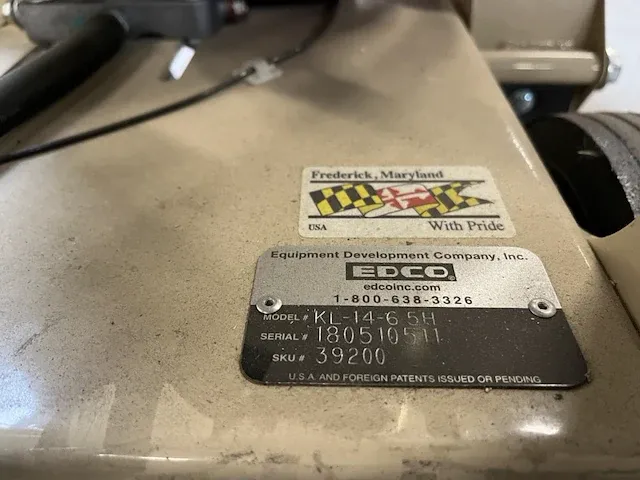 Frederick, Maryland
USA With Pride
Equipment Development Company, Inc.
EDCO
edcoinc.com
1-800-638-3326
MODEL # KL-14-6.5H
SERIAL # 180510511
SKU # 39200
U.S.A. AND FOREIGN PATENTS ISSUED OR PENDING